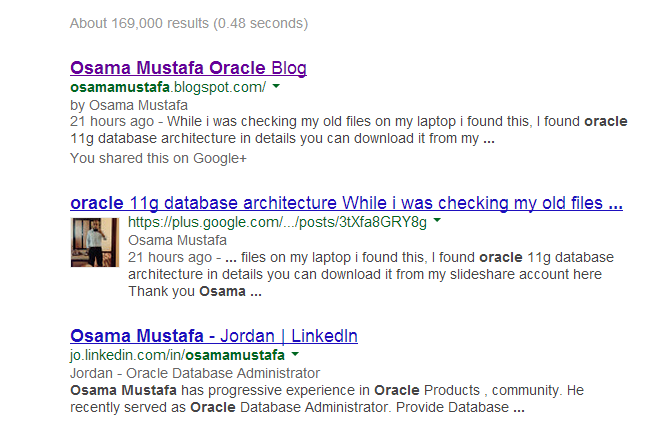 About 169,000 results (0.48 seconds)
Osama Mustafa Oracle Blog
osamamustafa.blogspot.com/
by Osama Mustafa
21 hours ago - While i was checking my old files on my laptop i found this, I found oracle
11g database architecture in details you can download it from my ...
You shared this on Google+
oracle 11g database architecture While i was checking my old files ...
https://plus.google.com/.../posts/3tXfa8GRY8g
Osama Mustafa
21 hours ago - ... files on my laptop i found this, I found oracle 11g database
architecture in details you can download it from my slideshare account here
Thank you Osama ...
Osama Mustafa - Jordan | LinkedIn
jo.linkedin.com/in/osamamustafa
Jordan - Oracle Database Administrator
Osama Mustafa has progressive experience in Oracle Products , community. He
recently served as Oracle Database Administrator. Provide Database ...